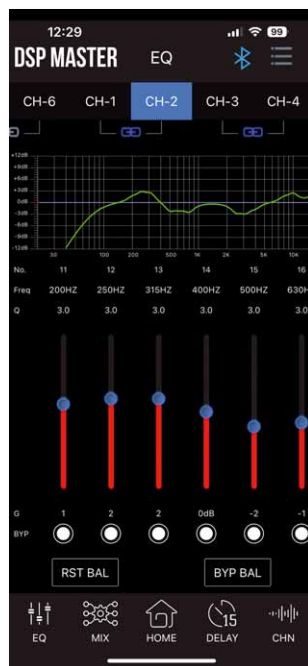 12:29 99
DSP MASTER EQ
CH-6 CH-1 CH-2 CH-3 CH-4
+12dB
+9dB
+6dB
+3dB
0dB
-3dB
-6dB
-9dB
-12dB
30 100 200 500 1K 2K 5K 10K
No. 11 12 13 14 15 16
Freq 200HZ 250HZ 315HZ 400HZ 500HZ 630H
Q 3.0 3.0 3.0 3.0 3.0 3.0
G 1 2 2 0dB -2 -1
BYP
RST BAL BYP BAL
15
EQ MIX HOME DELAY CHN